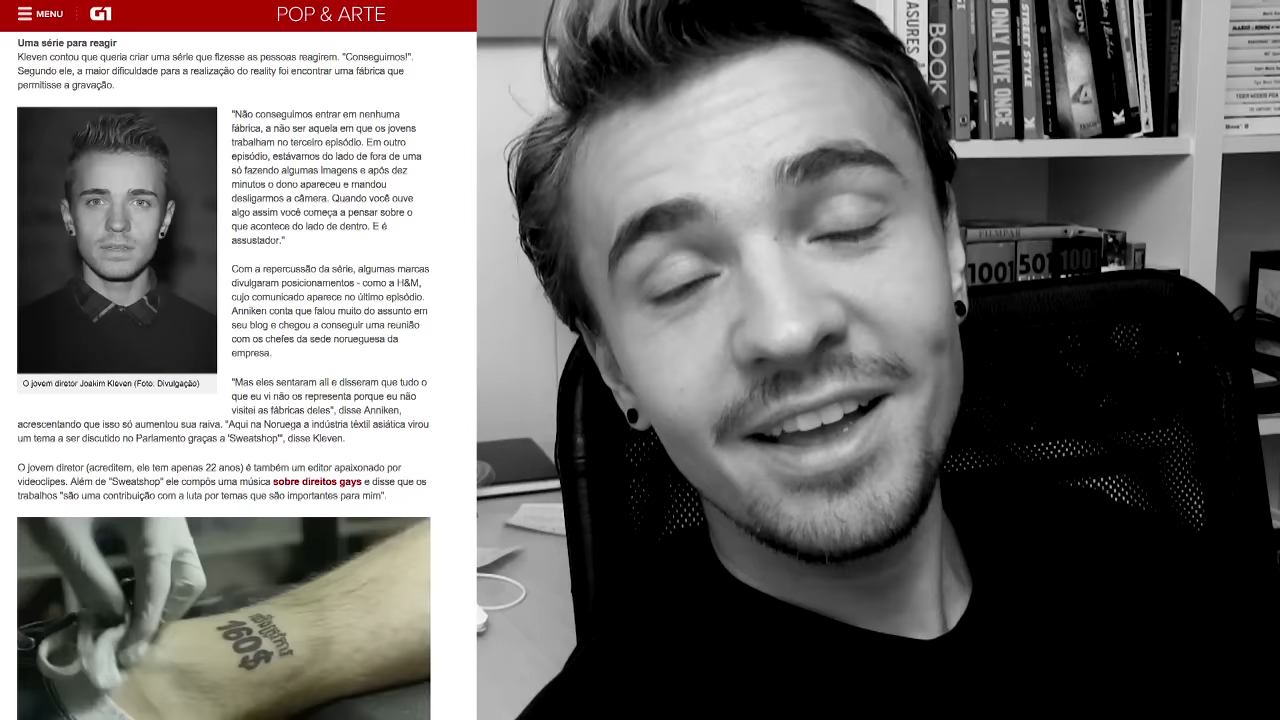 MENU
G1
POP & ARTE
Uma série para reagir
Kleven contou que queria criar uma série que fizesse as pessoas reagirem. "Conseguimos!".
Segundo ele, a maior dificuldade para a realização do reality foi encontrar uma fábrica que
permitisse a gravação.
"Não conseguimos entrar em nenhuma
fábrica, a não ser aquela em que os jovens
trabalham no terceiro episódio. Em outro
episódio, estávamos do lado de fora de uma
só fazendo algumas imagens e após dez
minutos o dono apareceu e mandou
desligarmos a câmera. Quando você ouve
algo assim você começa a pensar sobre o
que acontece do lado de dentro. E é
assustador."
Com a repercussão da série, algumas marcas
divulgaram posicionamentos - como a H&M,
cujo comunicado aparece no último episódio.
Anniken conta que falou muito do assunto em
seu blog e chegou a conseguir uma reunião
com os chefes da sede norueguesa da
empresa.
O jovem diretor Joakim Kleven (Foto: Divulgação)
"Mas eles sentaram ali e disseram que tudo o
que eu vi não os representa porque eu não
visitei as fábricas deles", disse Anniken,
acrescentando que isso só aumentou sua raiva. "Aqui na Noruega a indústria têxtil asiática virou
um tema a ser discutido no Parlamento graças a 'Sweatshop'", disse Kleven.
O jovem diretor (acreditem, ele tem apenas 22 anos) é também um editor apaixonado por
videoclipes. Além de "Sweatshop" ele compôs uma música sobre direitos gays e disse que os
trabalhos "são uma contribuição com a luta por temas que são importantes para mim".
160$
BOOK
YOU ONLY LIVE ONCE
STREET STYLE
FILMFAR
1001
501
1001